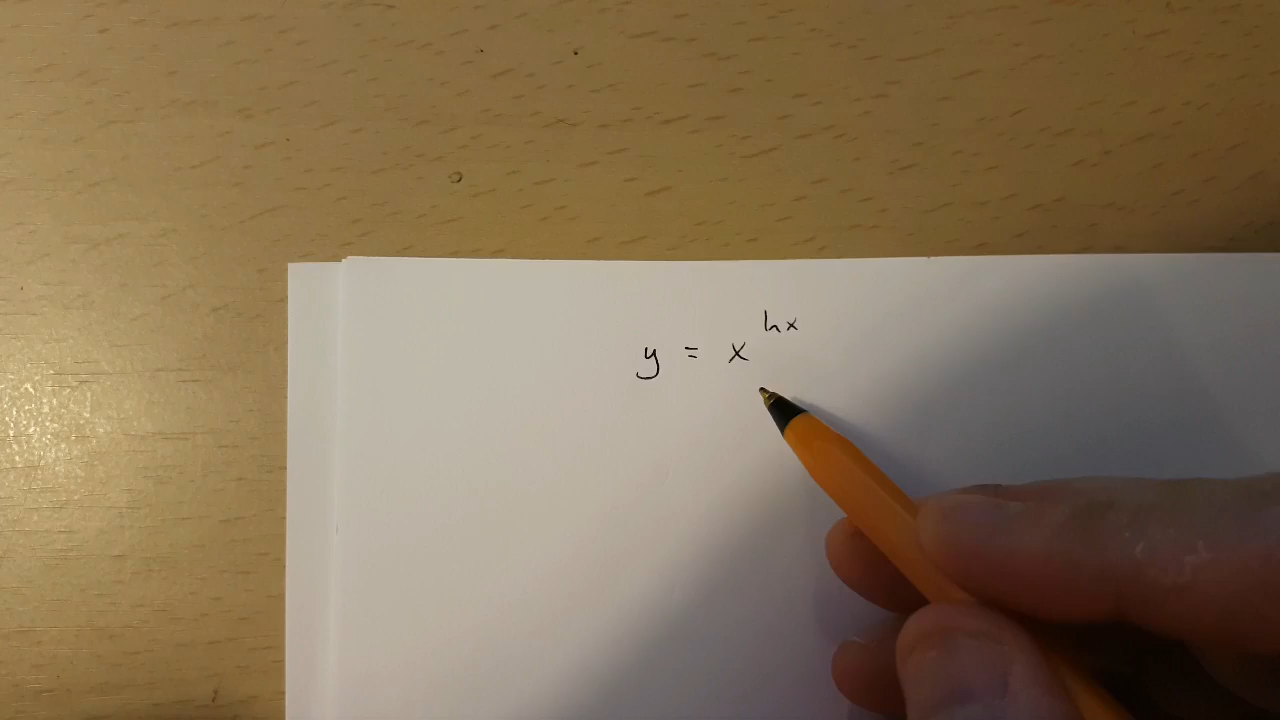 y = x^{ln x}